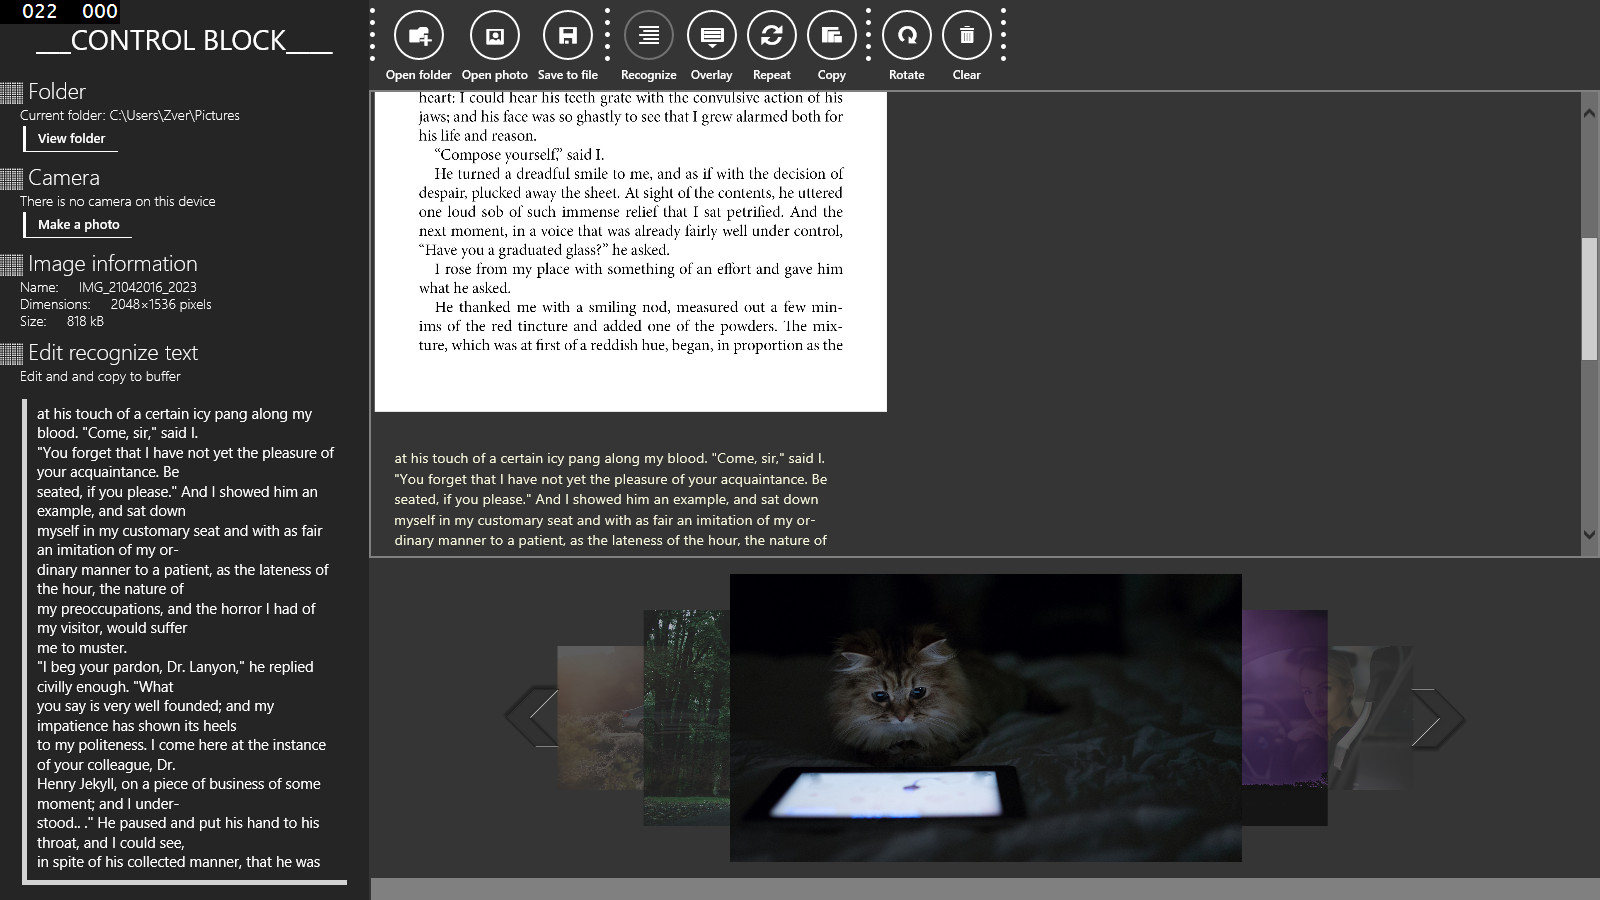 022 000
___CONTROL BLOCK____
Folder
Current folder: C:\Users\Zver\Pictures
View folder
Camera
There is no camera on this device
Make a photo
Image information
Name: IMG_21042016_2023
Dimensions: 2048×1536 pixels
Size: 818 kB
Edit recognize text
Edit and and copy to buffer
at his touch of a certain icy pang along my
blood. "Come, sir," said I.
"You forget that I have not yet the pleasure of
your acquaintance. Be
seated, if you please." And I showed him an
example, and sat down
myself in my customary seat and with as fair
an imitation of my or-
dinary manner to a patient, as the lateness of
the hour, the nature of
my preoccupations, and the horror I had of
my visitor, would suffer
me to muster.
"I beg your pardon, Dr. Lanyon," he replied
civilly enough. "What
you say is very well founded; and my
impatience has shown its heels
to my politeness. I come here at the instance
of your colleague, Dr.
Henry Jekyll, on a piece of business of some
moment; and I under-
stood.. ." He paused and put his hand to his
throat, and I could see,
in spite of his collected manner, that he was
Open folder Open photo Save to file Recognize Overlay Repeat Copy Rotate Clear
heart: I could hear his teeth grate with the convulsive action of his
jaws; and his face was so ghastly to see that I grew alarmed both for
his life and reason.
“Compose yourself,” said I.
He turned a dreadful smile to me, and as if with the decision of
despair, plucked away the sheet. At sight of the contents, he uttered
one loud sob of such immense relief that I sat petrified. And the
next moment, in a voice that was already fairly well under control,
“Have you a graduated glass?” he asked.
I rose from my place with something of an effort and gave him
what he asked.
He thanked me with a smiling nod, measured out a few min-
ims of the red tincture and added one of the powders. The mix-
ture, which was at first of a reddish hue, began, in proportion as the
at his touch of a certain icy pang along my blood. "Come, sir," said I.
"You forget that I have not yet the pleasure of your acquaintance. Be
seated, if you please." And I showed him an example, and sat down
myself in my customary seat and with as fair an imitation of my or-
dinary manner to a patient, as the lateness of the hour, the nature of